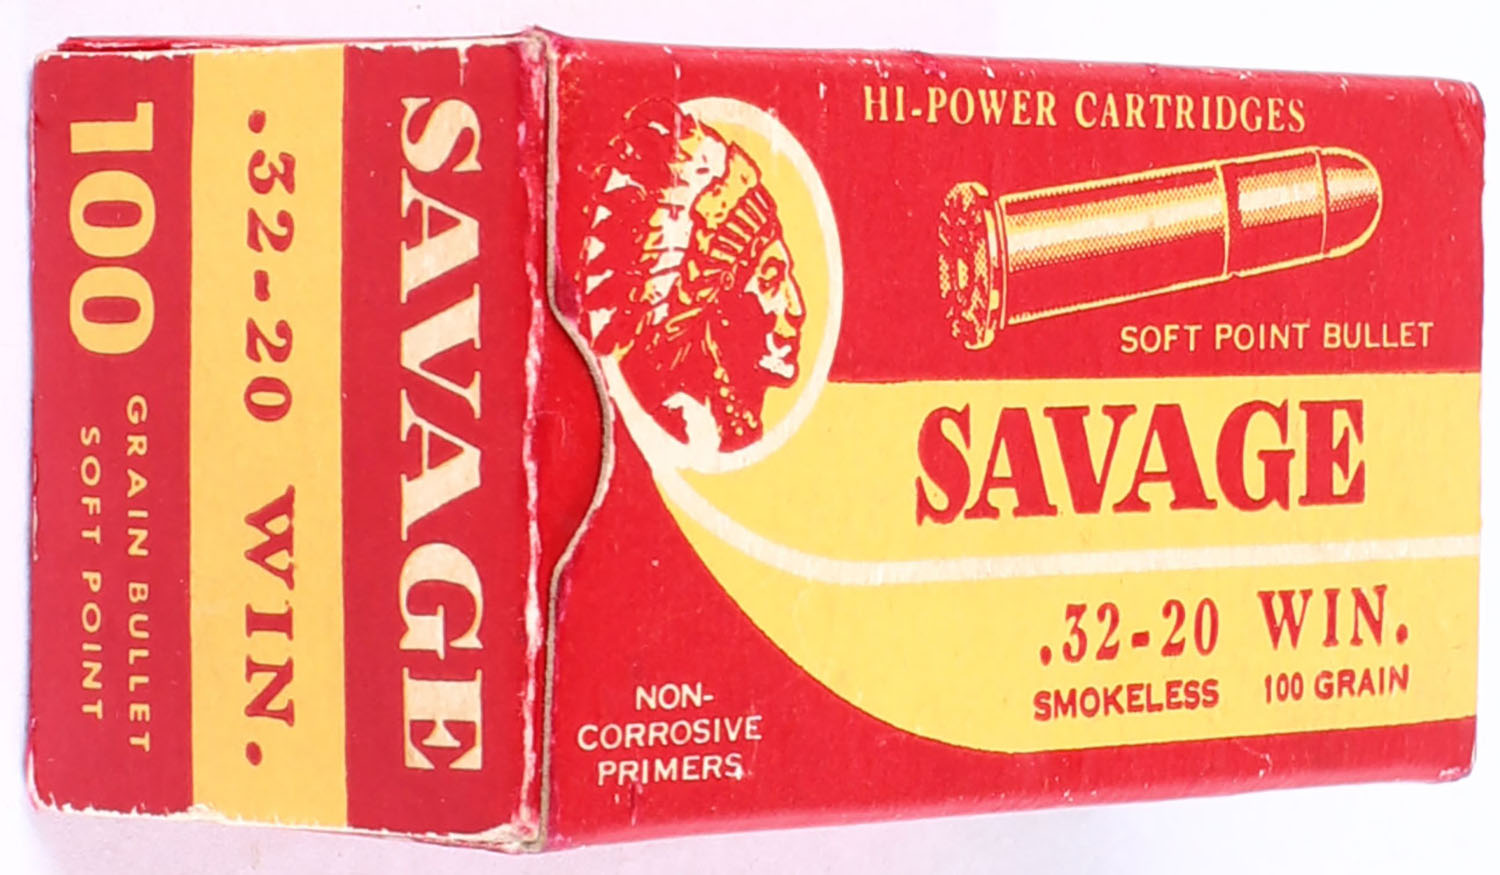 SAVAGE
.32-20 WIN.
100 GRAIN BULLET
SOFT POINT
HI-POWER CARTRIDGES
SOFT POINT BULLET
SAVAGE
.32-20 WIN.
SMOKELESS 100 GRAIN
NON-
CORROSIVE
PRIMERS